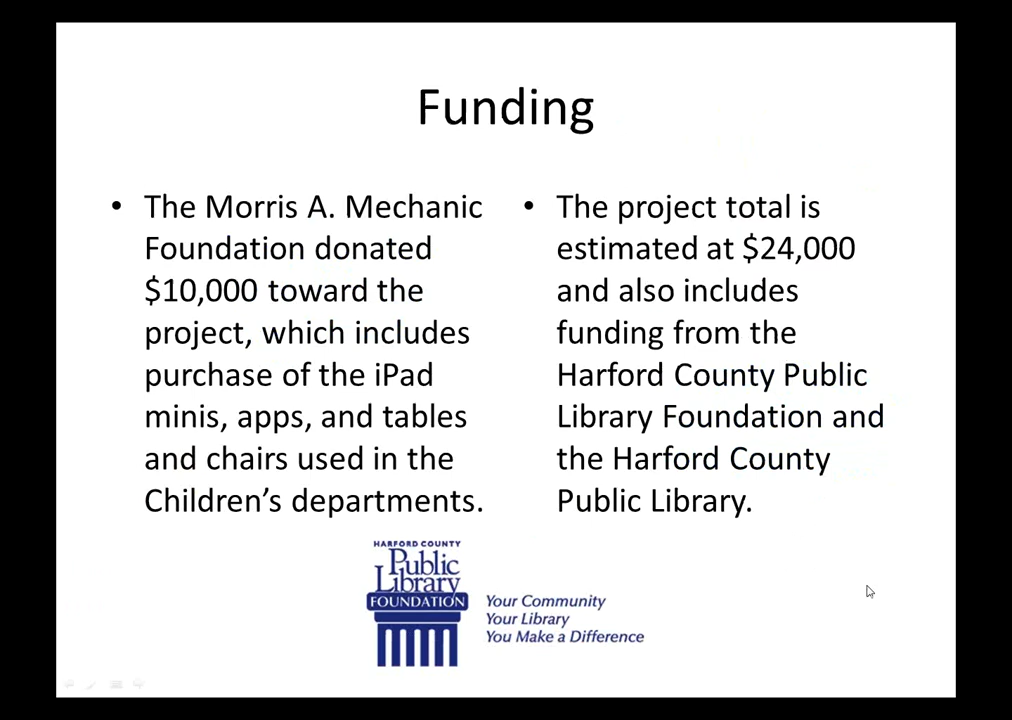 Funding
• The Morris A. Mechanic
Foundation donated
$10,000 toward the
project, which includes
purchase of the iPad
minis, apps, and tables
and chairs used in the
Children’s departments.
• The project total is
estimated at $24,000
and also includes
funding from the
Harford County Public
Library Foundation and
the Harford County
Public Library.
HARFORD COUNTY
Public
Library
FOUNDATION
Your Community
Your Library
You Make a Difference